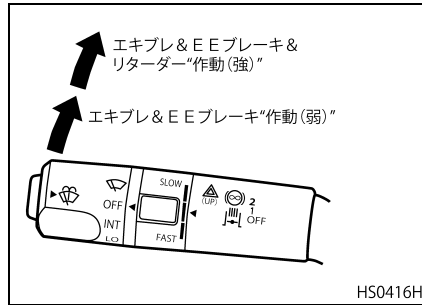 エキブレ＆ＥＥブレーキ＆
リターダー“作動（強）”
エキブレ＆ＥＥブレーキ“作動（弱）”
SLOW
OFF
INT
LO
FAST
(UP)
2
1
OFF
HS0416H